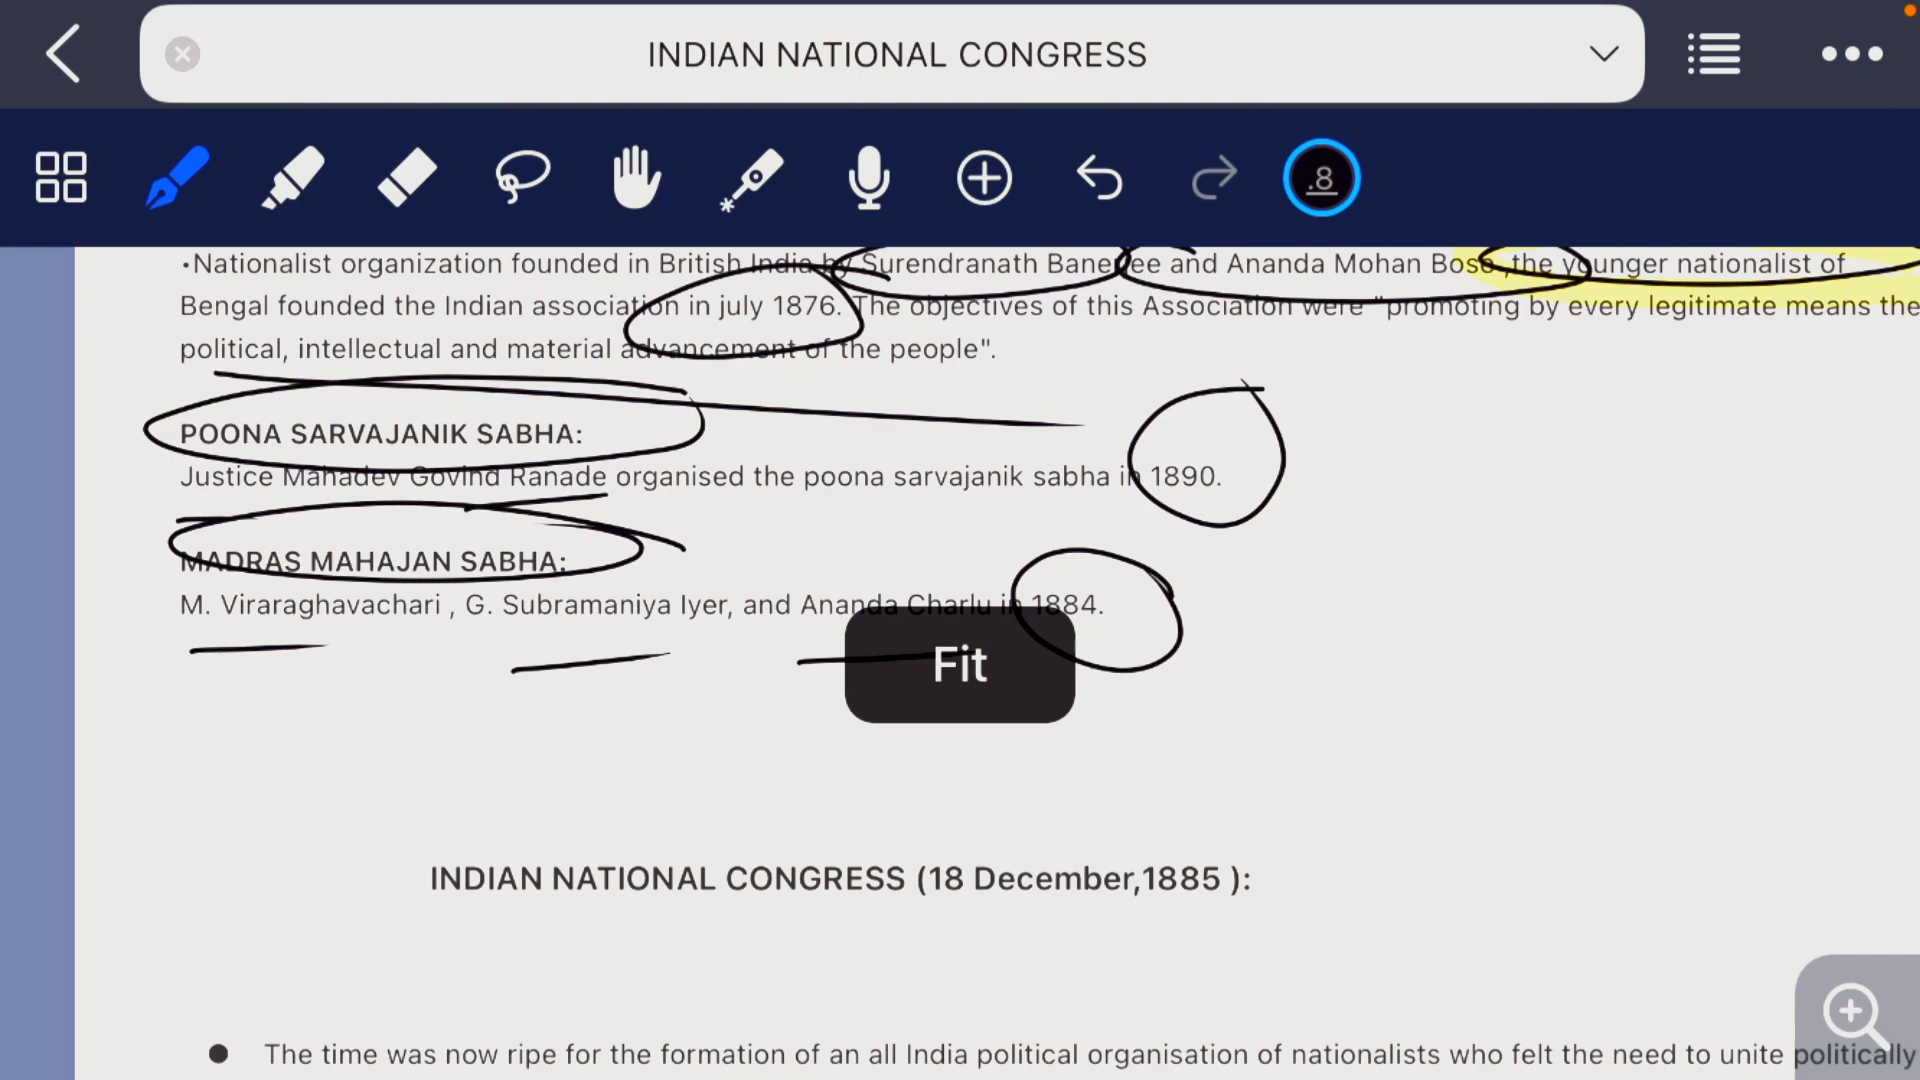 INDIAN NATIONAL CONGRESS
.8
•Nationalist organization founded in British India by Surendranath Banerjee and Ananda Mohan Bose ,the younger nationalist of
Bengal founded the Indian association in july 1876. The objectives of this Association were "promoting by every legitimate means the
political, intellectual and material advancement of the people".
POONA SARVAJANIK SABHA:
Justice Mahadev Govind Ranade organised the poona sarvajanik sabha in 1890.
MADRAS MAHAJAN SABHA:
M. Viraraghavachari , G. Subramaniya Iyer, and Ananda Charlu in 1884.
Fit
INDIAN NATIONAL CONGRESS (18 December,1885 ):
● The time was now ripe for the formation of an all India political organisation of nationalists who felt the need to unite politically